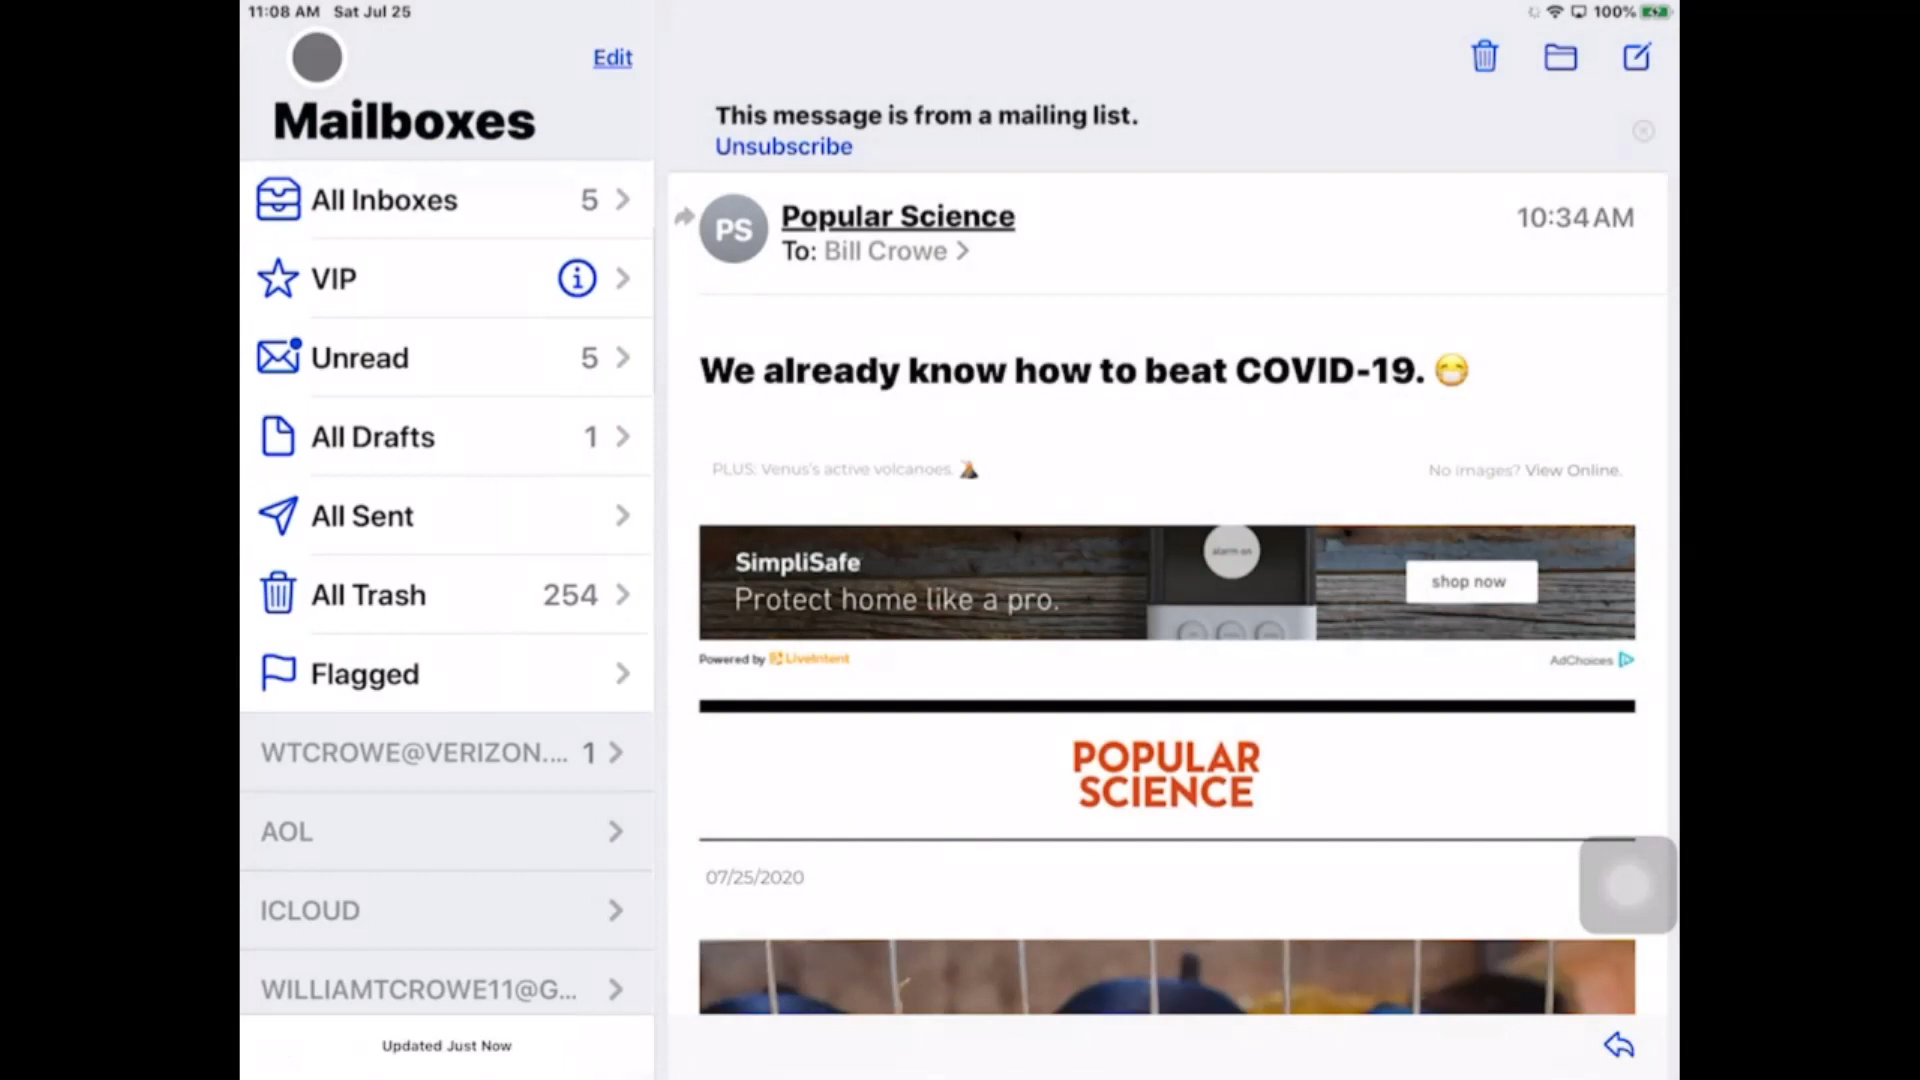 11:08 AM Sat Jul 25
100%
Edit
Mailboxes
All Inboxes 5
VIP
Unread 5
All Drafts 1
All Sent
All Trash 254
Flagged
WTCROWE@VERIZON.... 1
AOL
ICLOUD
WILLIAMTCROWE11@G...
Updated Just Now
This message is from a mailing list.
Unsubscribe
PS
Popular Science
10:34 AM
To: Bill Crowe
We already know how to beat COVID-19. 😷
PLUS: Venus's active volcanoes. 🌋
No images? View Online.
SimpliSafe
Protect home like a pro.
alarm on
shop now
Powered by LiveIntent
AdChoices
POPULAR
SCIENCE
07/25/2020